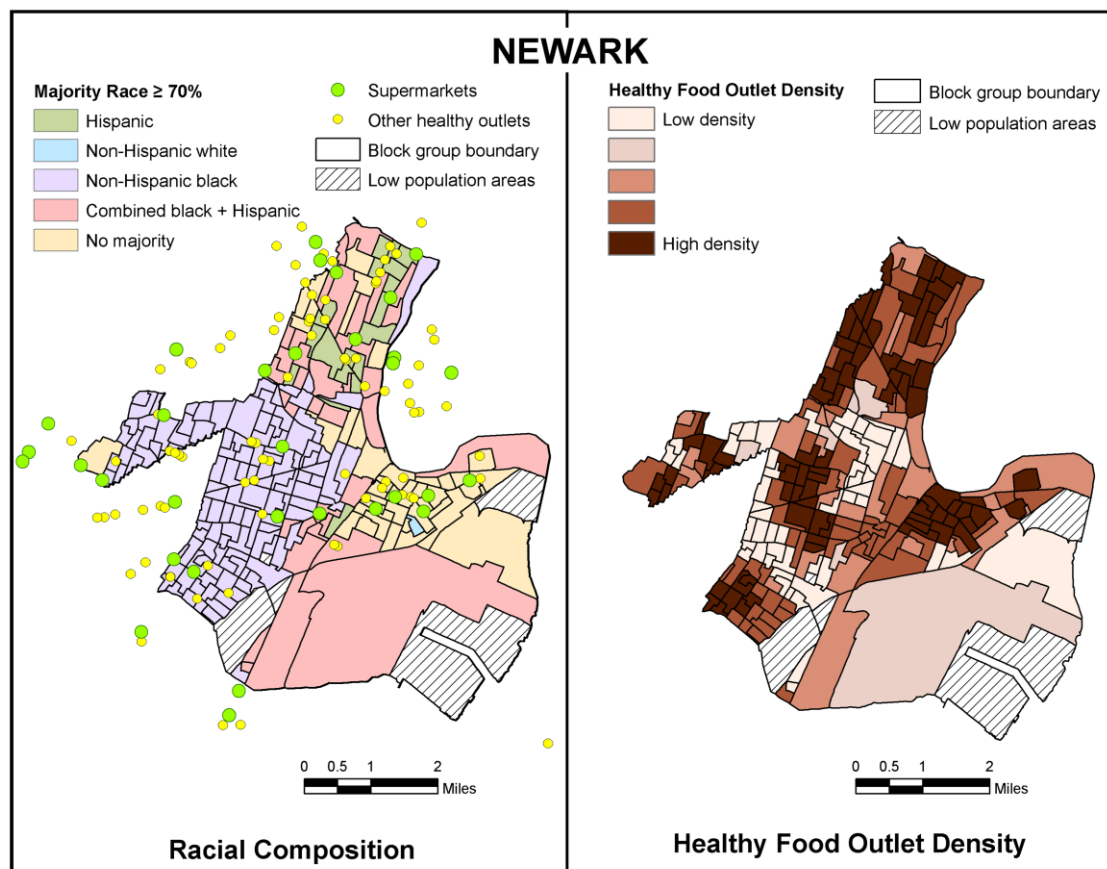 NEWARK
Majority Race ≥ 70%
Hispanic
Non-Hispanic white
Non-Hispanic black
Combined black + Hispanic
No majority
Supermarkets
Other healthy outlets
Block group boundary
Low population areas
0 0.5 1 2
Miles
Racial Composition
Healthy Food Outlet Density
Low density
High density
Block group boundary
Low population areas
0 0.5 1 2
Miles
Healthy Food Outlet Density